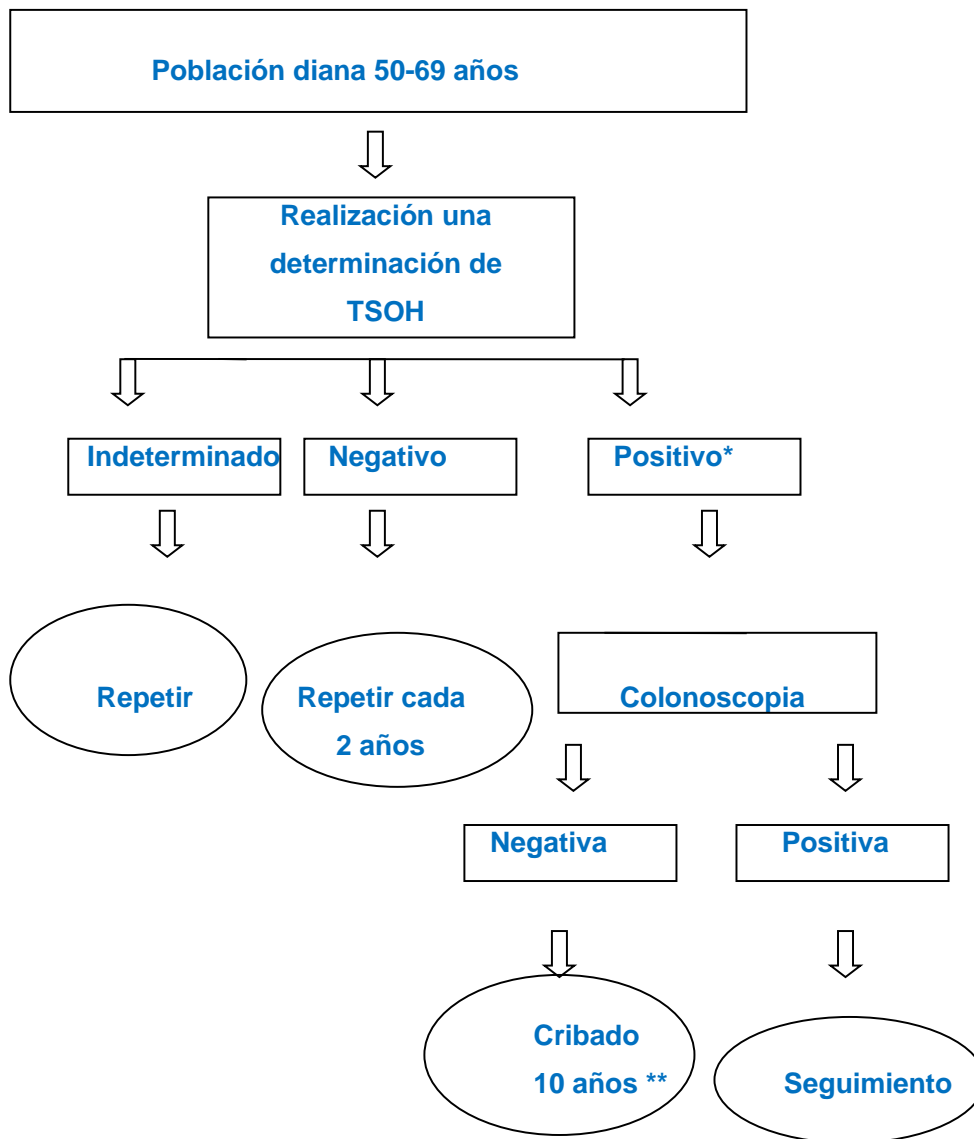 Población diana 50-69 años
Realización una
determinación de
TSOH
Indeterminado
Negativo
Positivo*
Repetir
Repetir cada
2 años
Colonoscopia
Negativa
Positiva
Cribado
10 años **
Seguimiento